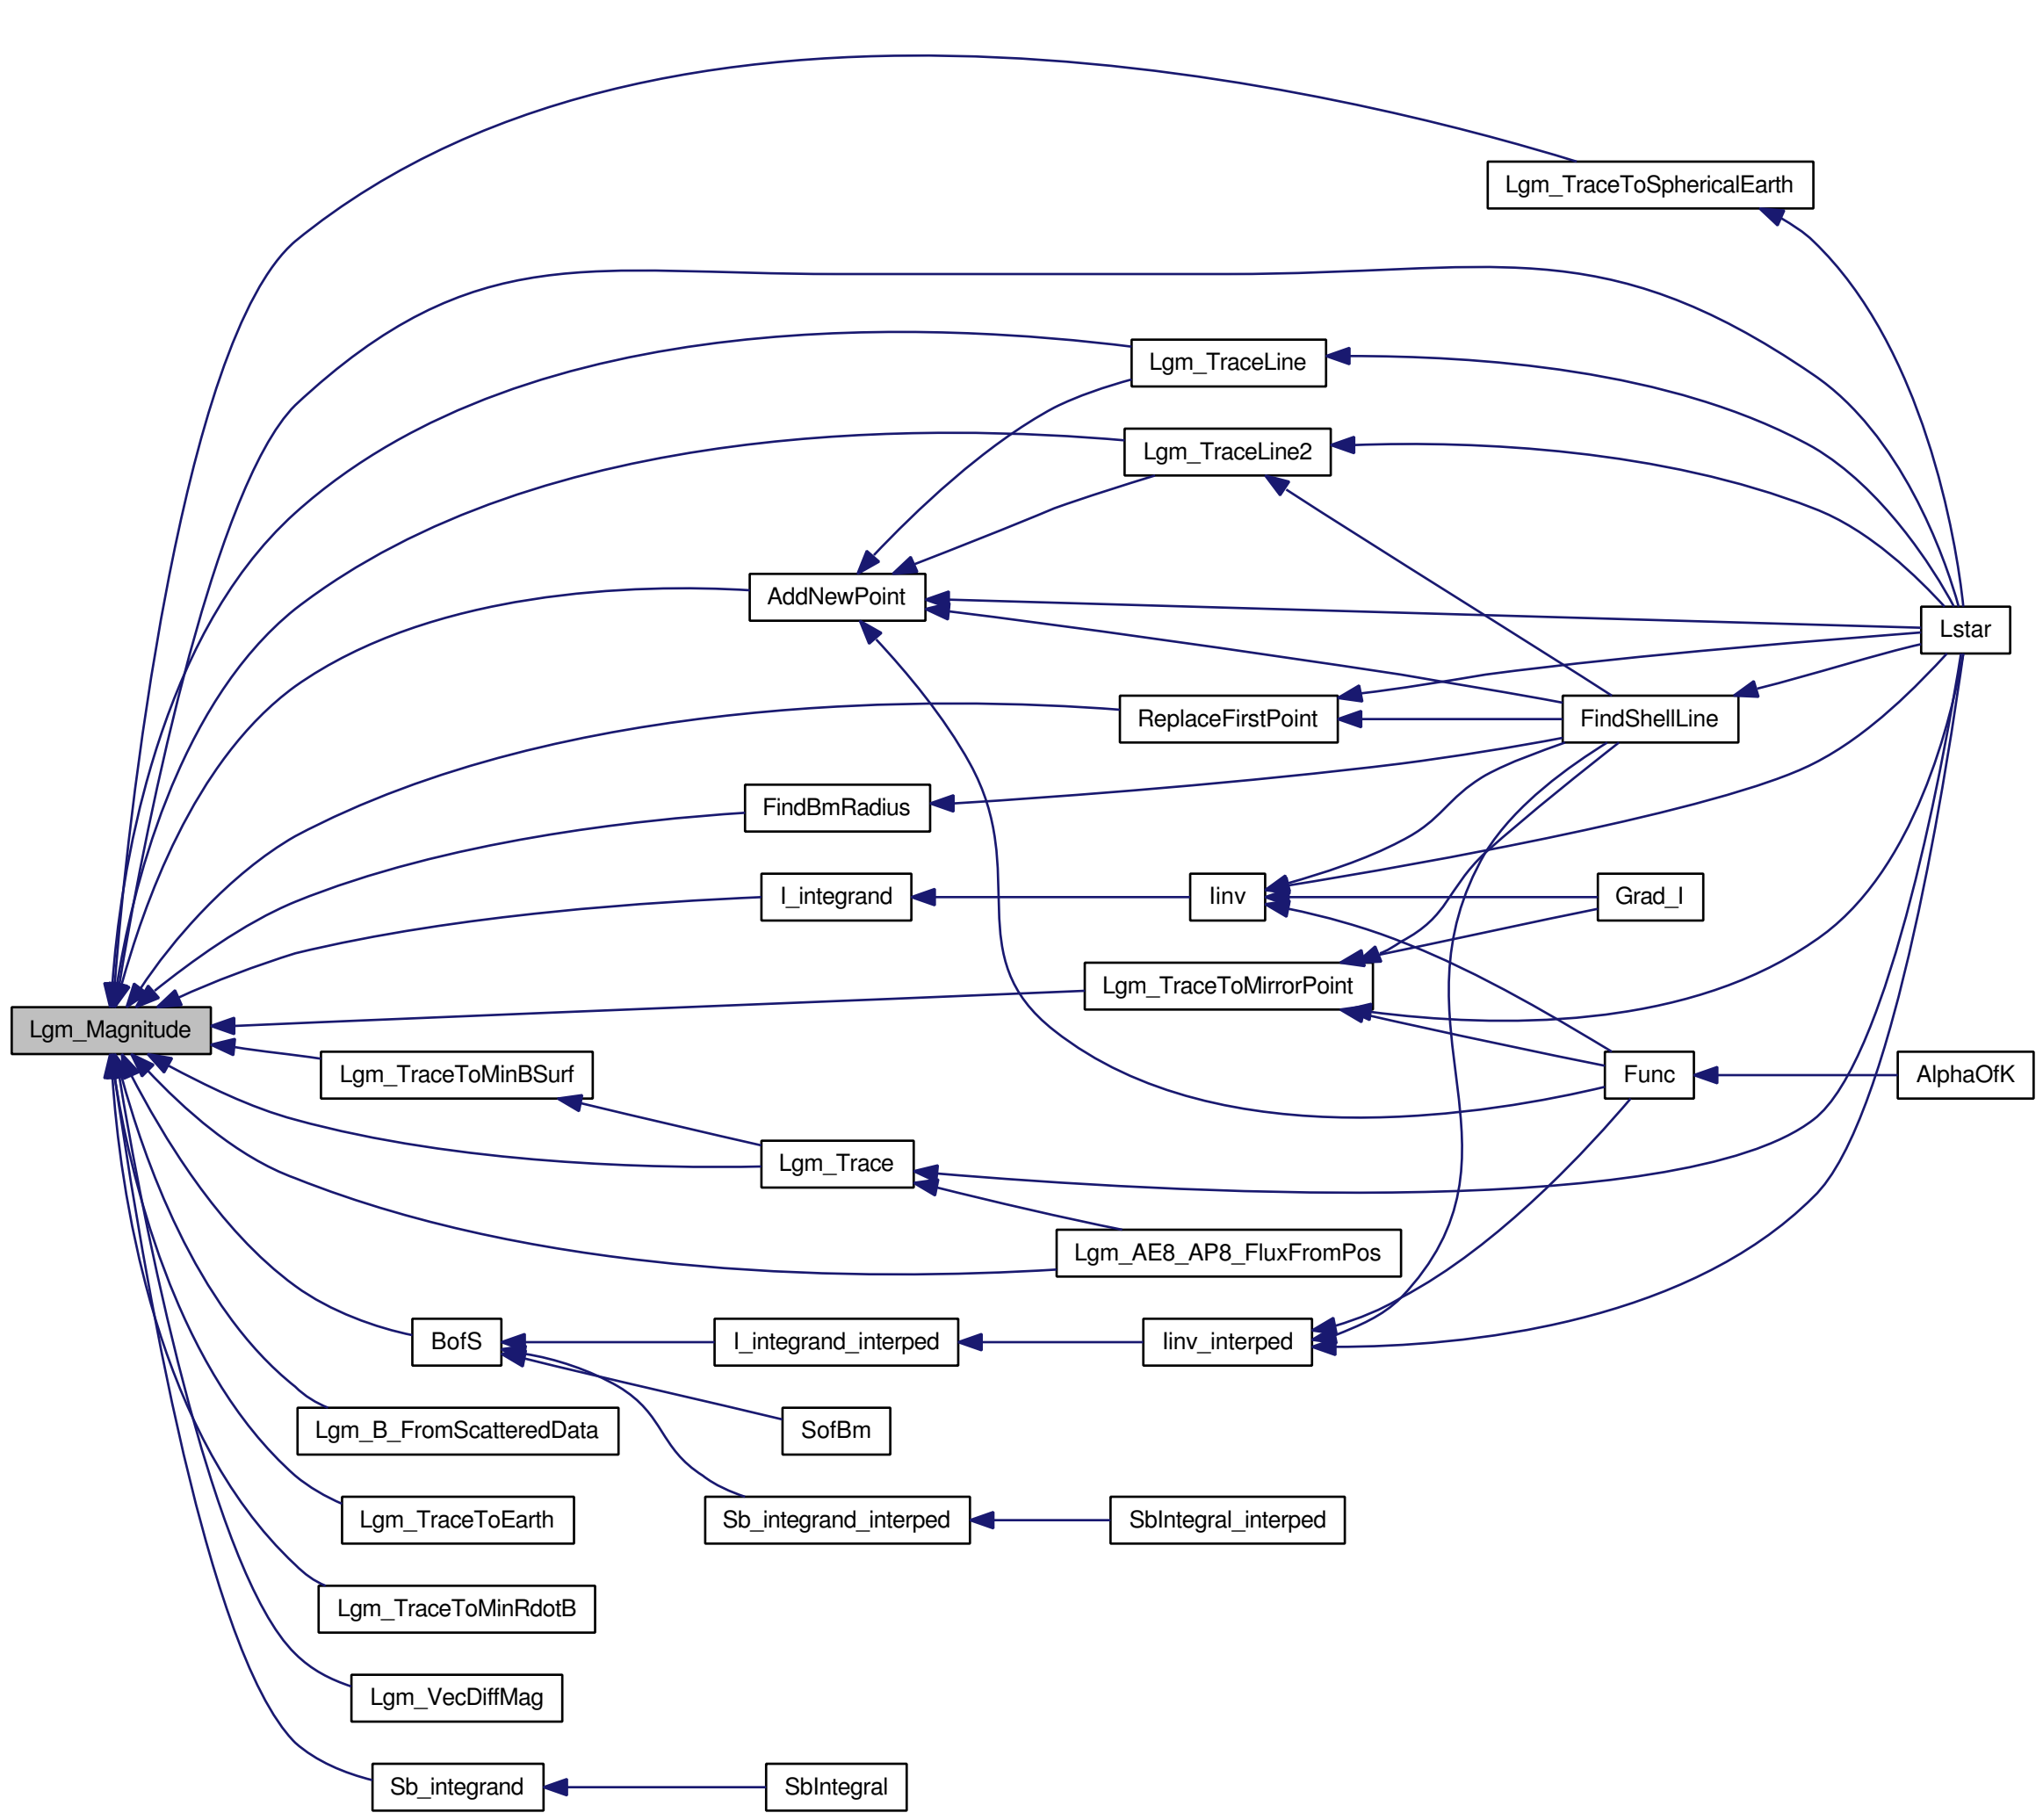 Lgm_TraceToSphericalEarth
Lgm_TraceLine
Lgm_TraceLine2
AddNewPoint
Lstar
ReplaceFirstPoint
FindShellLine
FindBmRadius
I_integrand
Iinv
Grad_I
Lgm_TraceToMirrorPoint
Lgm_Magnitude
Lgm_TraceToMinBSurf
Func
AlphaOfK
Lgm_Trace
Lgm_AE8_AP8_FluxFromPos
BofS
I_integrand_interped
Iinv_interped
Lgm_B_FromScatteredData
SofBm
Lgm_TraceToEarth
Sb_integrand_interped
SbIntegral_interped
Lgm_TraceToMinRdotB
Lgm_VecDiffMag
Sb_integrand
SbIntegral